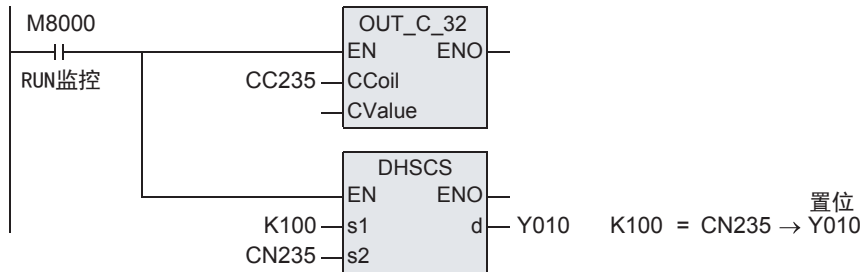 M8000
RUN监控
OUT_C_32
EN ENO
CC235 CCoil
CValue
DHSCS
EN ENO
K100 s1 d Y010 K100 = CN235 → Y010
置位
CN235 s2